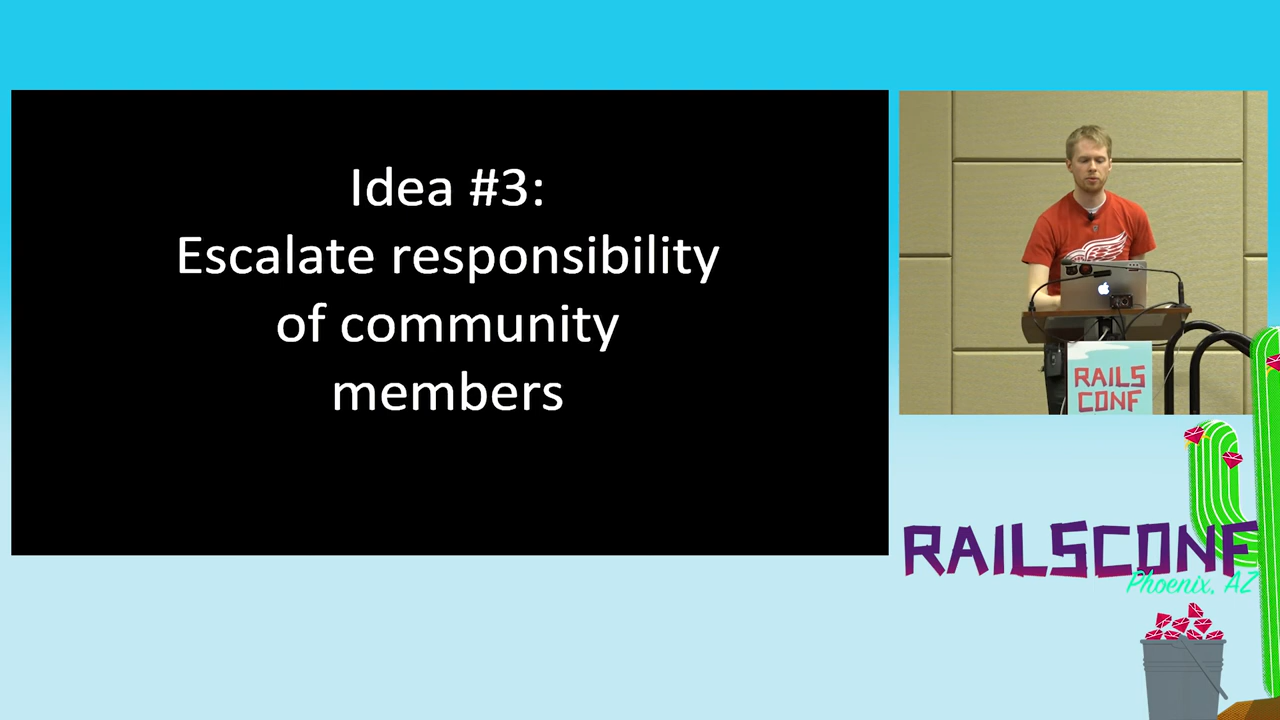 Idea #3:
Escalate responsibility
of community
members
RAILS
CONF
RAILSCONF
Phoenix, AZ